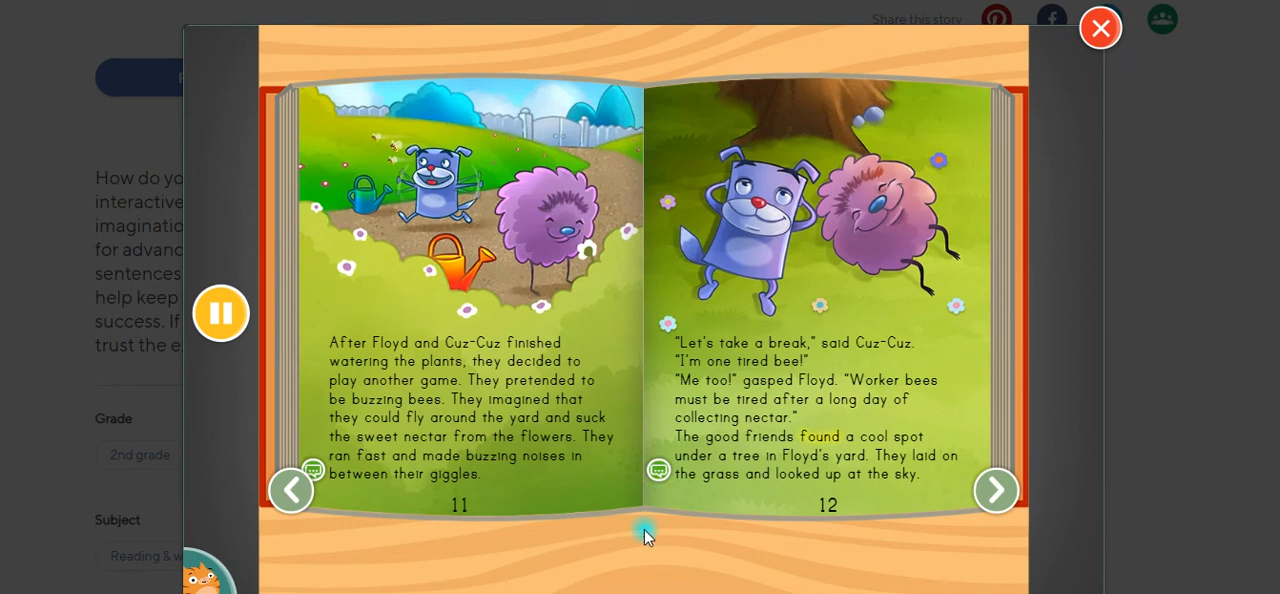 Share this story
How do yo
interactive
imaginatio
for advanc
sentences
help keep
success. If
trust the e
Grade
2nd grade
Subject
Reading & w
After Floyd and Cuz-Cuz finished
watering the plants, they decided to
play another game. They pretended to
be buzzing bees. They imagined that
they could fly around the yard and suck
the sweet nectar from the flowers. They
ran fast and made buzzing noises in
between their giggles.
11
"Let's take a break," said Cuz-Cuz.
"I'm one tired bee!"
"Me too!" gasped Floyd. "Worker bees
must be tired after a long day of
collecting nectar."
The good friends found a cool spot
under a tree in Floyd's yard. They laid on
the grass and looked up at the sky.
12